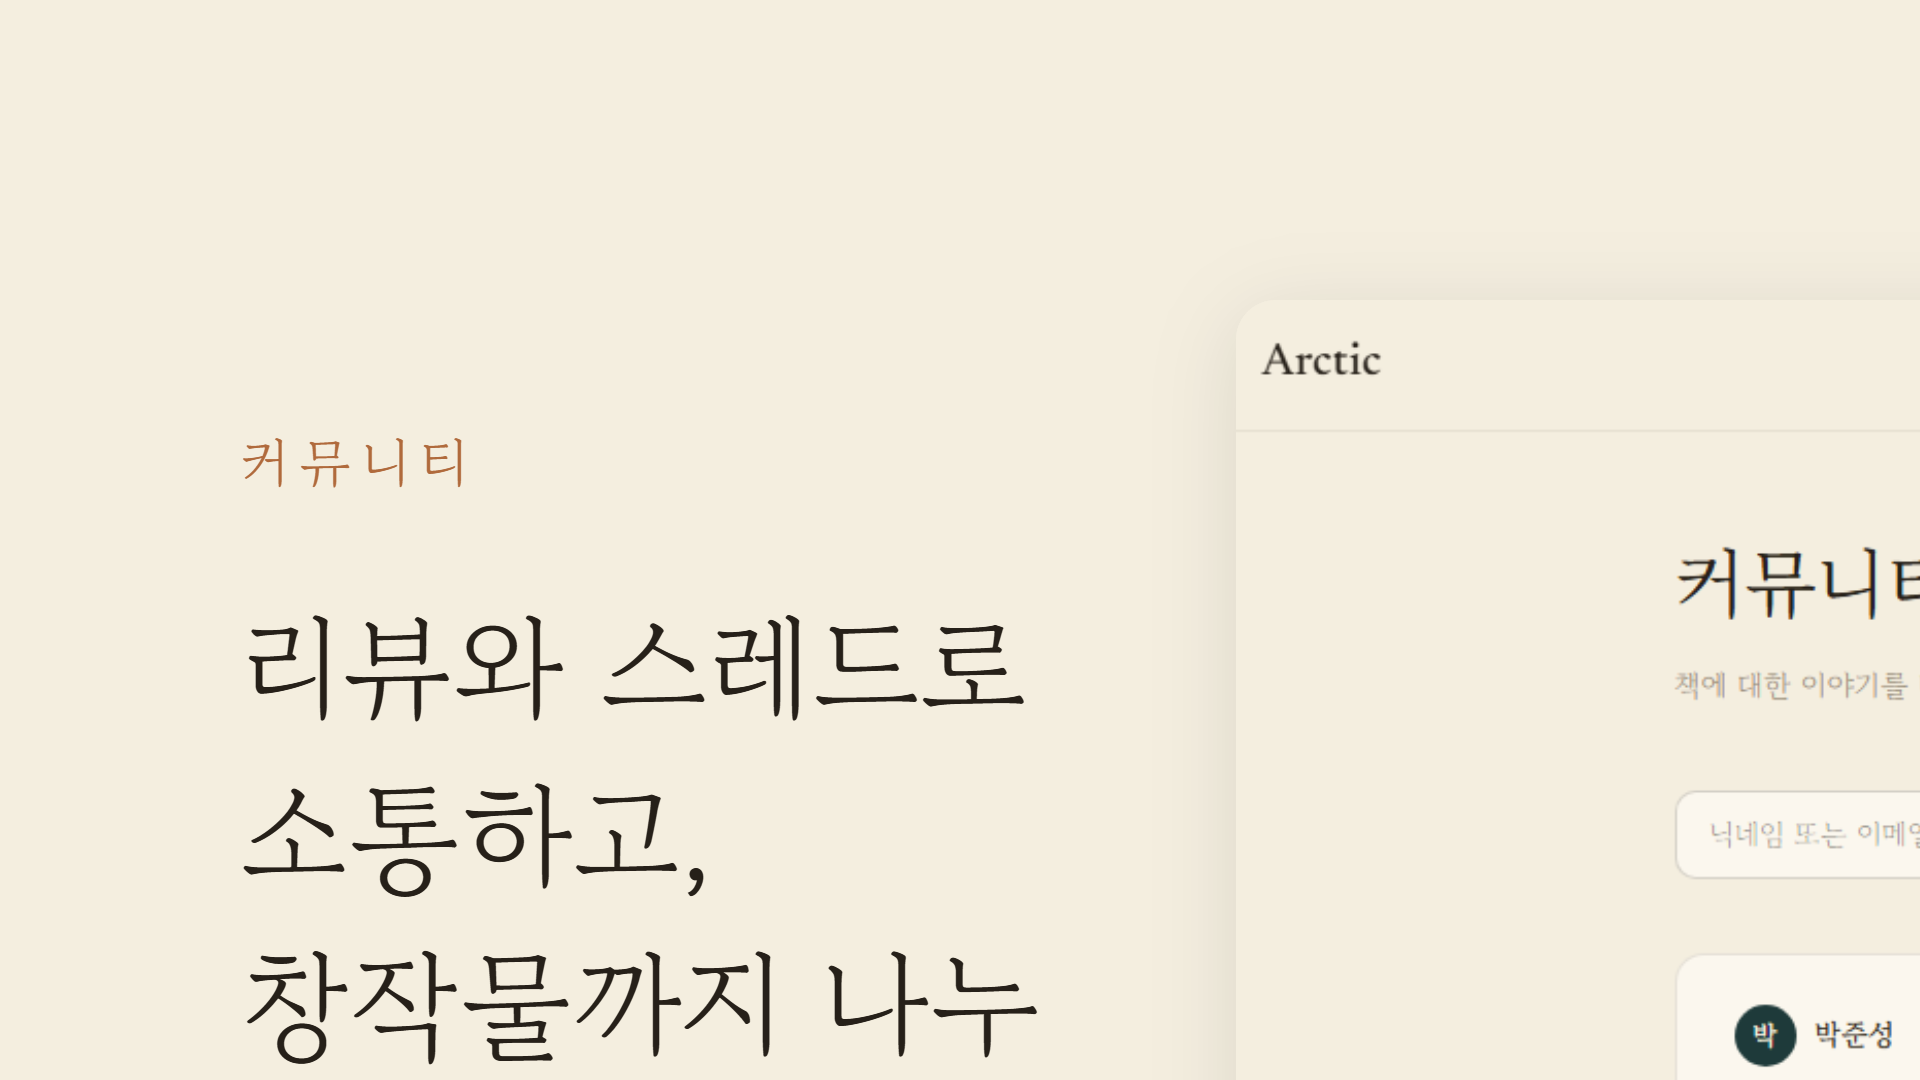 커뮤니티
리뷰와 스레드로
소통하고,
창작물까지 나누
Arctic
커뮤니티
책에 대한 이야기를
닉네임 또는 이메일
박
박준성